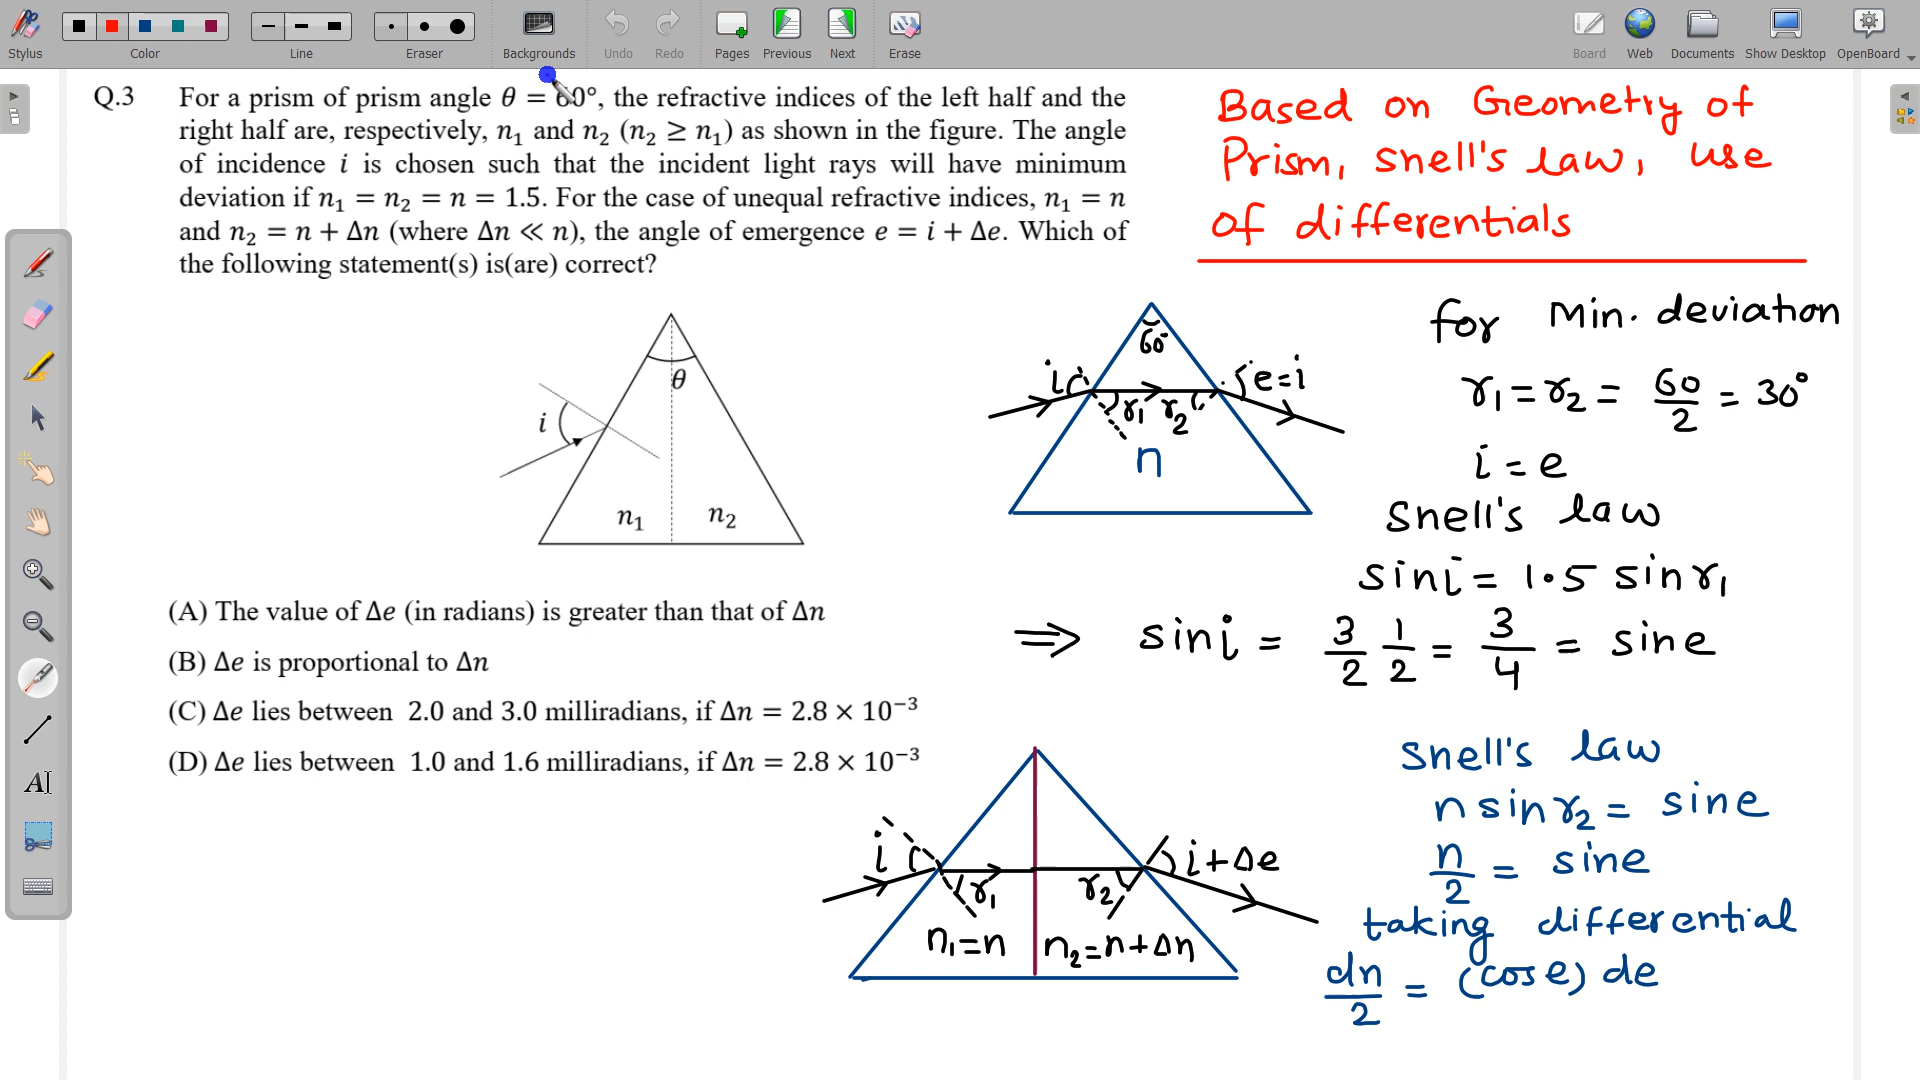 Stylus Color Line Eraser Backgrounds Undo Redo Pages Previous Next Erase Board Web Documents Show Desktop OpenBoard
Q.3 For a prism of prism angle θ = 60°, the refractive indices of the left half and the
right half are, respectively, n₁ and n₂ (n₂ ≥ n₁) as shown in the figure. The angle
of incidence i is chosen such that the incident light rays will have minimum
deviation if n₁ = n₂ = n = 1.5. For the case of unequal refractive indices, n₁ = n
and n₂ = n + Δn (where Δn ≪ n), the angle of emergence e = i + Δe. Which of
the following statement(s) is(are) correct?
θ
i
n₁ n₂
(A) The value of Δe (in radians) is greater than that of Δn
(B) Δe is proportional to Δn
(C) Δe lies between 2.0 and 3.0 milliradians, if Δn = 2.8 × 10⁻³
(D) Δe lies between 1.0 and 1.6 milliradians, if Δn = 2.8 × 10⁻³
Based on Geometry of
Prism, Snell's law, use
of differentials
60°
i e=i
r₁ r₂
n
for Min. deviation
r₁ = r₂ = 60/2 = 30°
i = e
Snell's law
sin i = 1.5 sin r₁
⇒ sin i = 3/2 1/2 = 3/4 = sin e
i i+Δe
r₁ r₂
n₁=n n₂=n+Δn
Snell's law
n sin r₂ = sin e
n/2 = sin e
taking differential
dn/2 = (cos e) de
AI